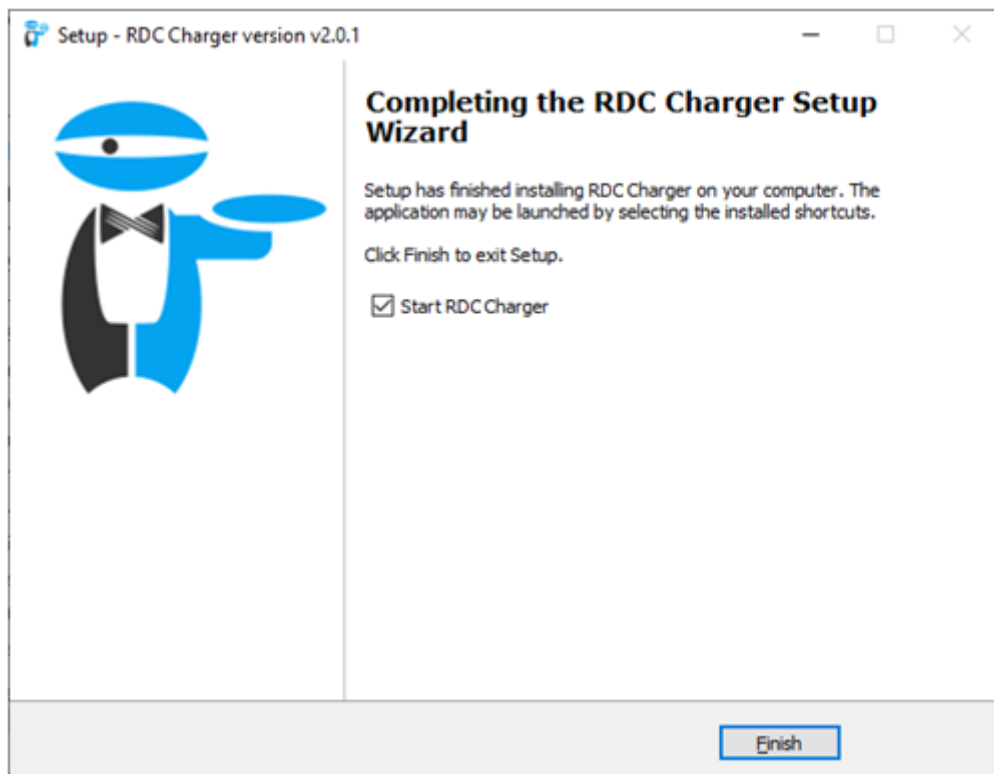 Setup - RDC Charger version v2.0.1
Completing the RDC Charger Setup
Wizard
Setup has finished installing RDC Charger on your computer. The
application may be launched by selecting the installed shortcuts.
Click Finish to exit Setup.
Start RDC Charger
Finish